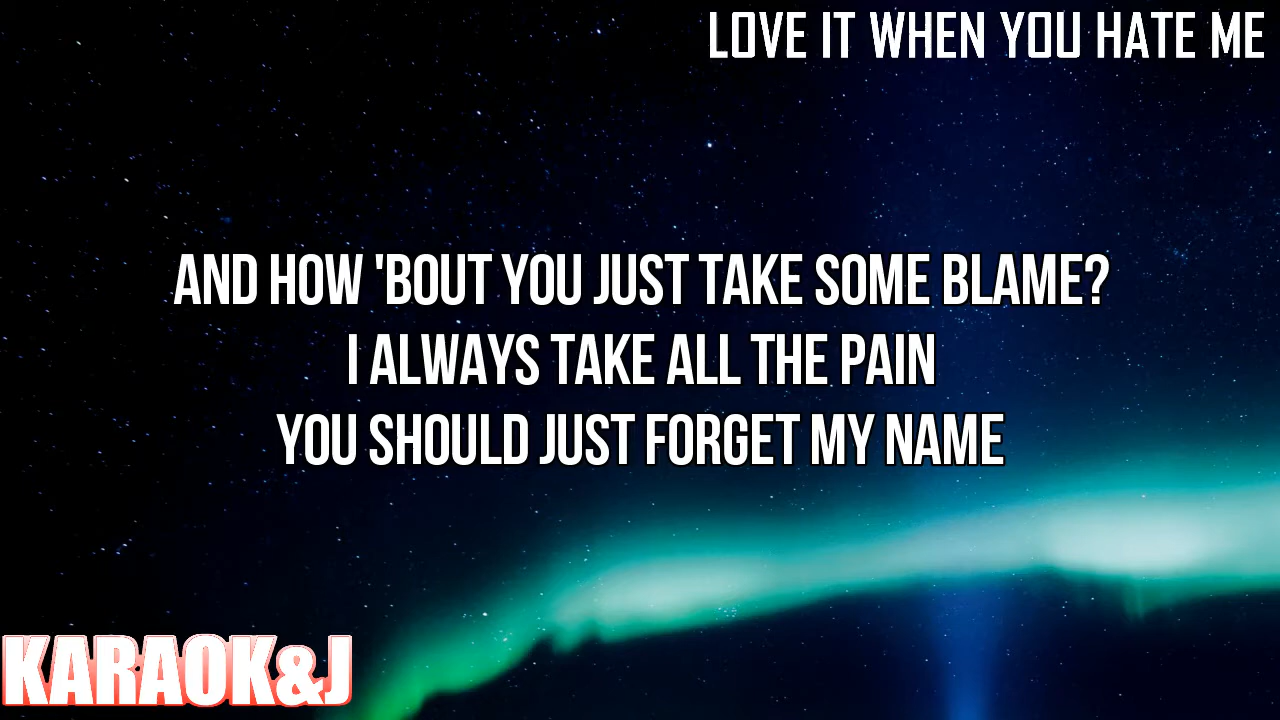 LOVE IT WHEN YOU HATE ME
AND HOW 'BOUT YOU JUST TAKE SOME BLAME?
I ALWAYS TAKE ALL THE PAIN
YOU SHOULD JUST FORGET MY NAME
KARAOK&J